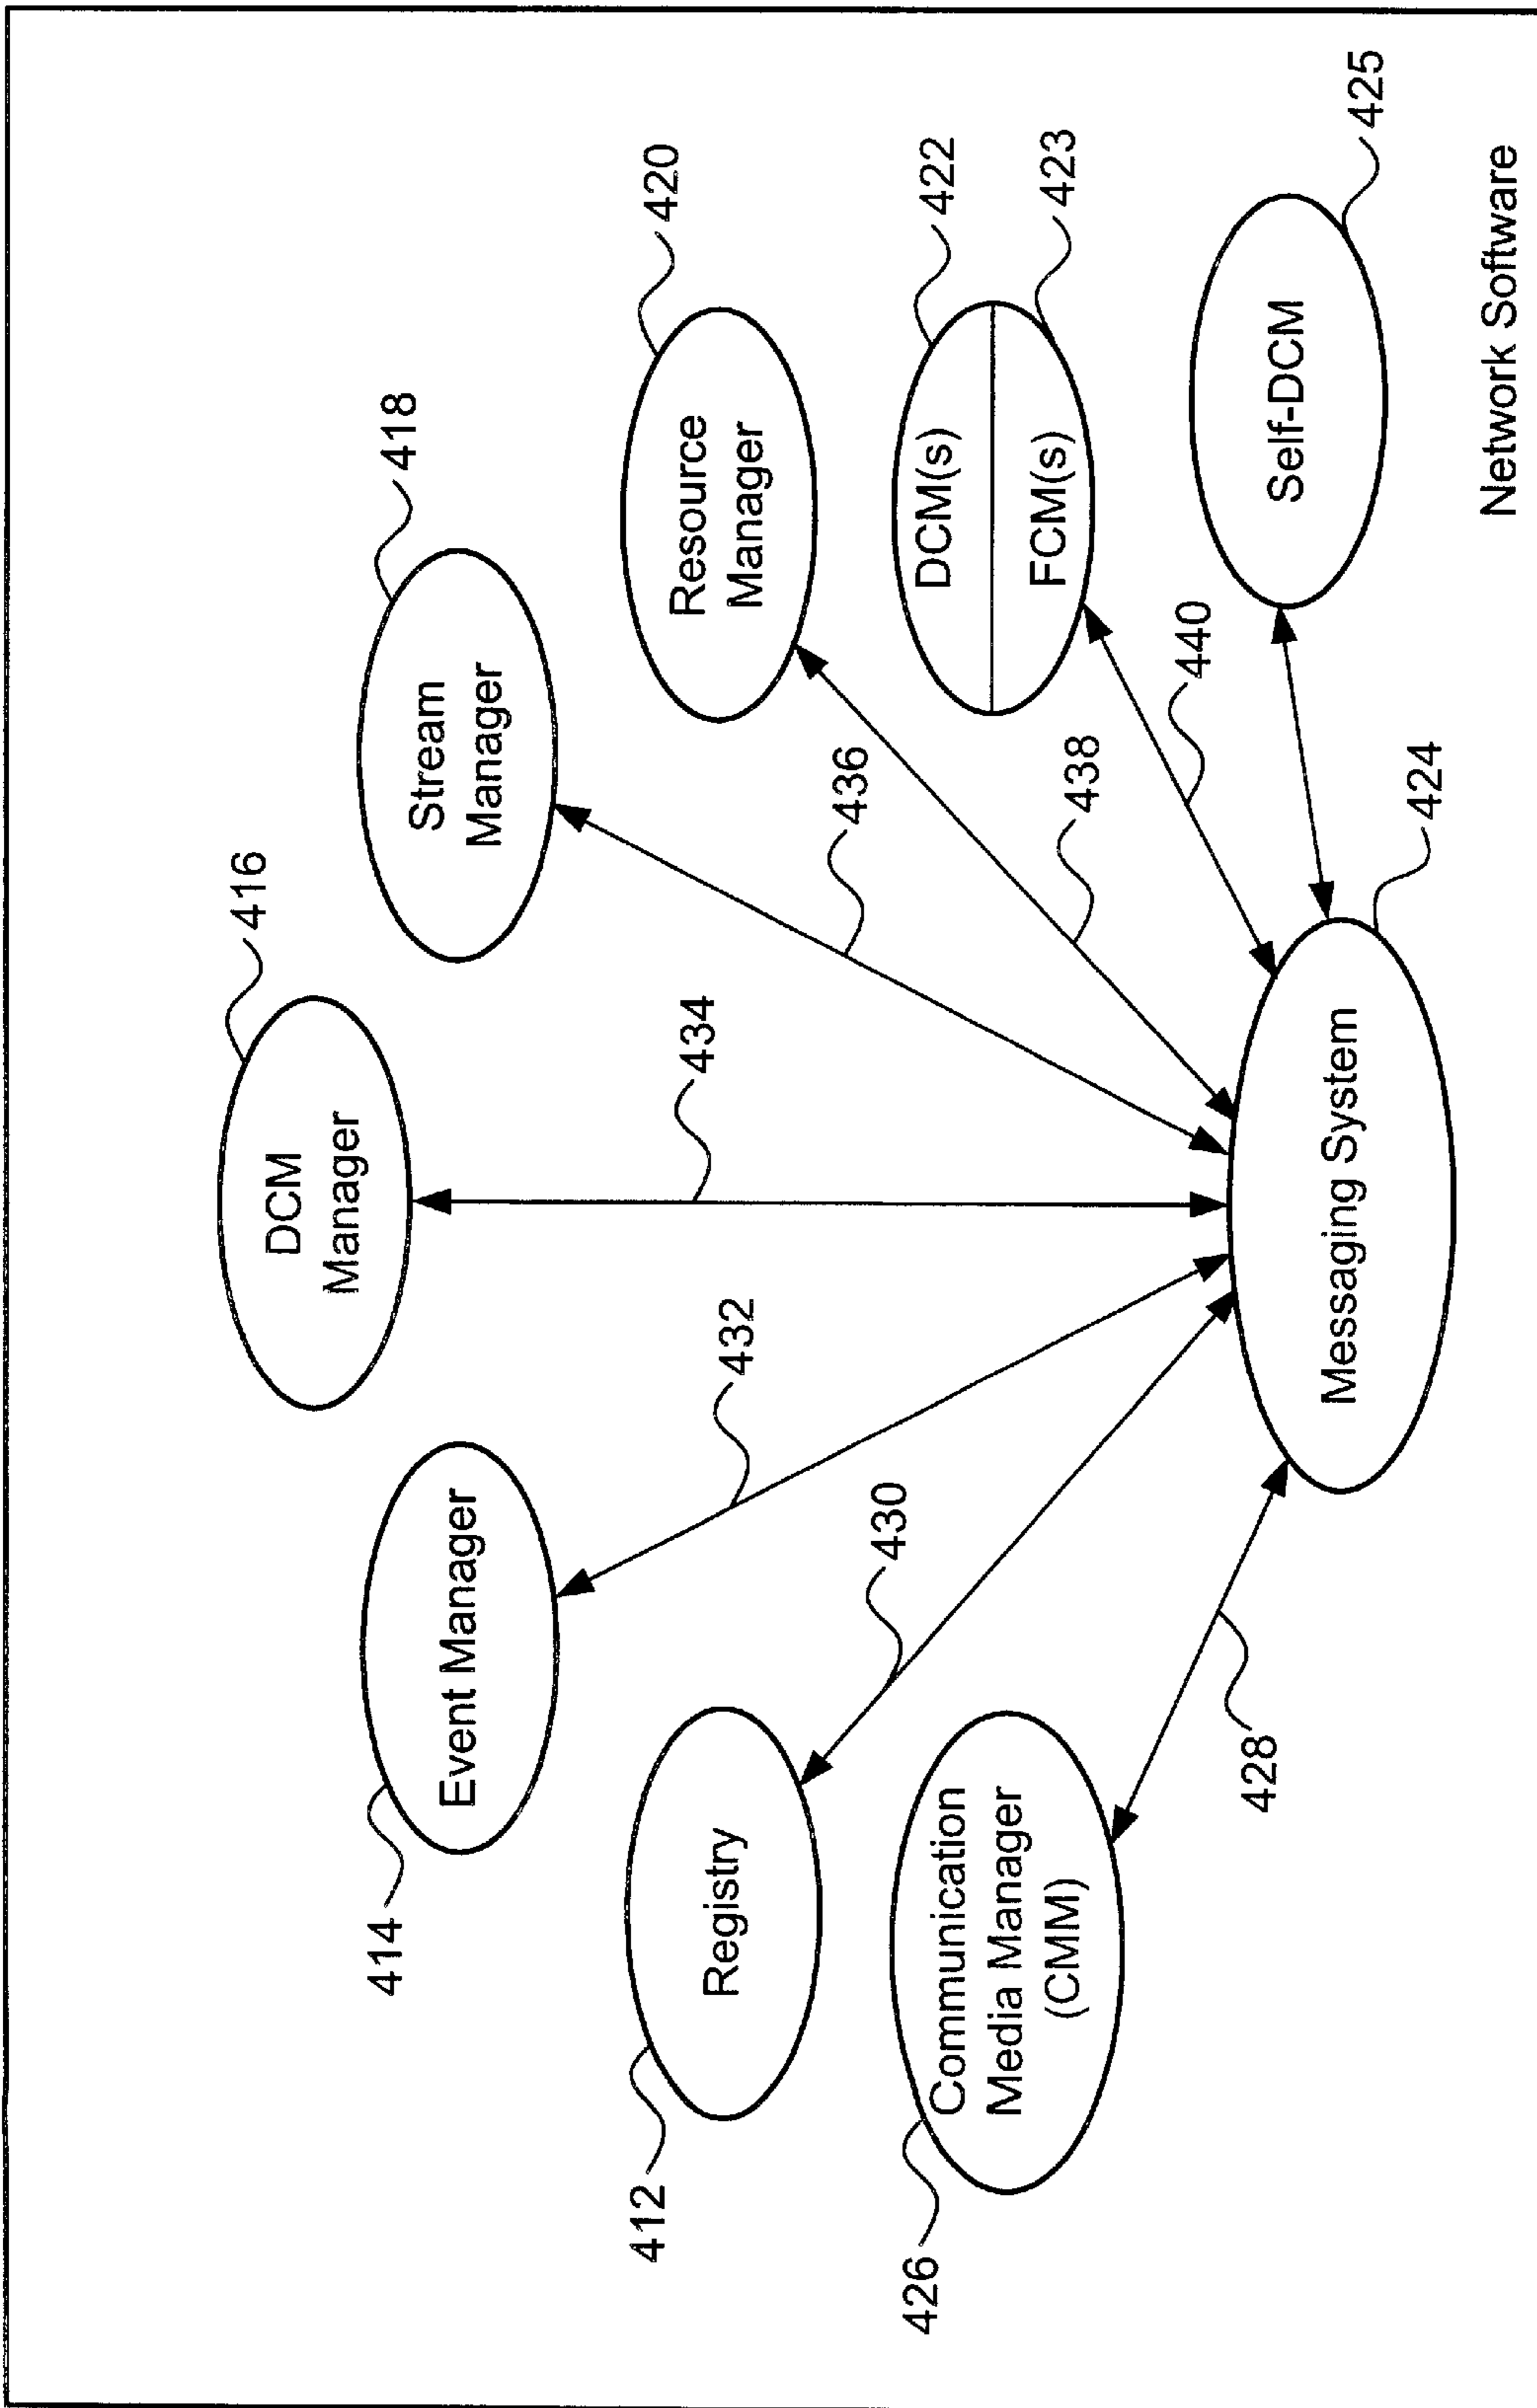 416
DCM
Manager
414
Event Manager
418
Stream
Manager
432
434
436
412
Registry
420
Resource
Manager
430
438
426
Communication
Media Manager
(CMM)
422
DCM(s)
FCM(s)
423
440
428
Messaging System
424
Self-DCM
425
Network Software